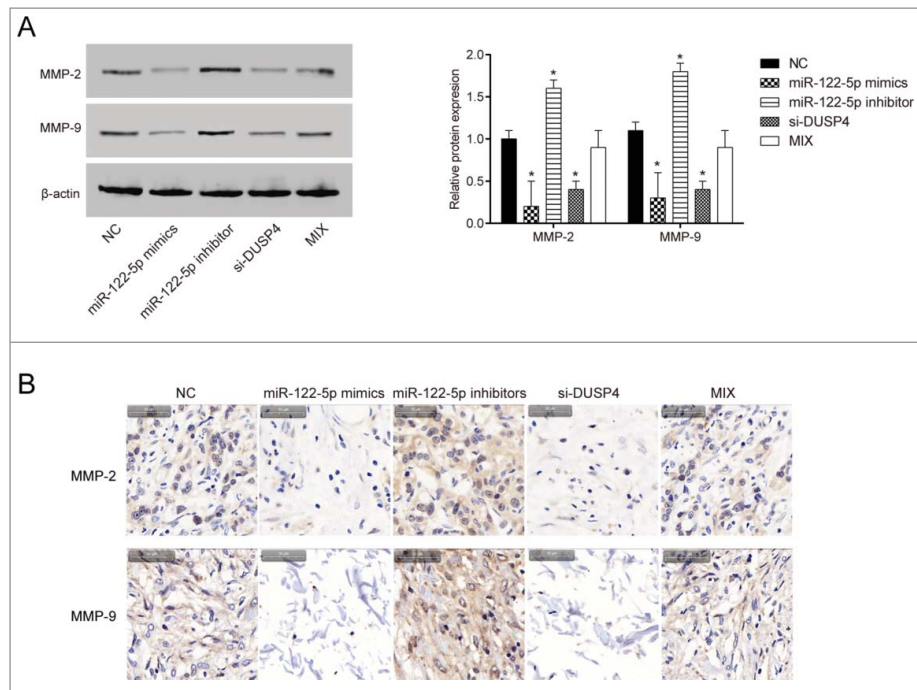 A
MMP-2
MMP-9
β-actin
NC
miR-122-5p mimics
miR-122-5p inhibitor
si-DUSP4
MIX
Relative protein expresion
2.0
1.5
1.0
0.5
0.0
*
*
*
*
*
*
MMP-2
MMP-9
NC
miR-122-5p mimics
miR-122-5p inhibitor
si-DUSP4
MIX
B
NC miR-122-5p mimics miR-122-5p inhibitors si-DUSP4 MIX
MMP-2
MMP-9